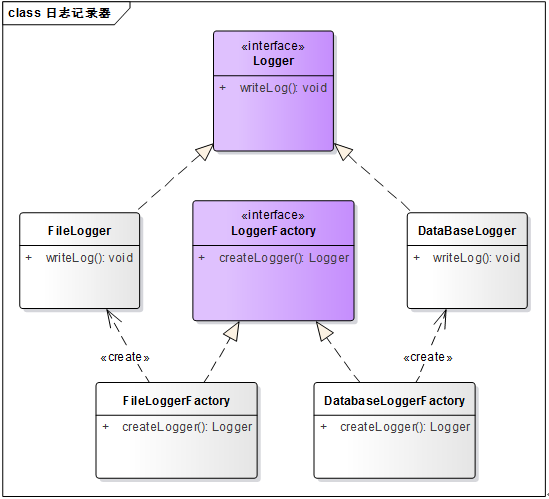 class 日志记录器
«interface»
Logger
+ writeLog(): void
FileLogger
+ writeLog(): void
«interface»
LoggerFactory
+ createLogger(): Logger
DataBaseLogger
+ writeLog(): void
«create»
«create»
FileLoggerFactory
+ createLogger(): Logger
DatabaseLoggerFactory
+ createLogger(): Logger